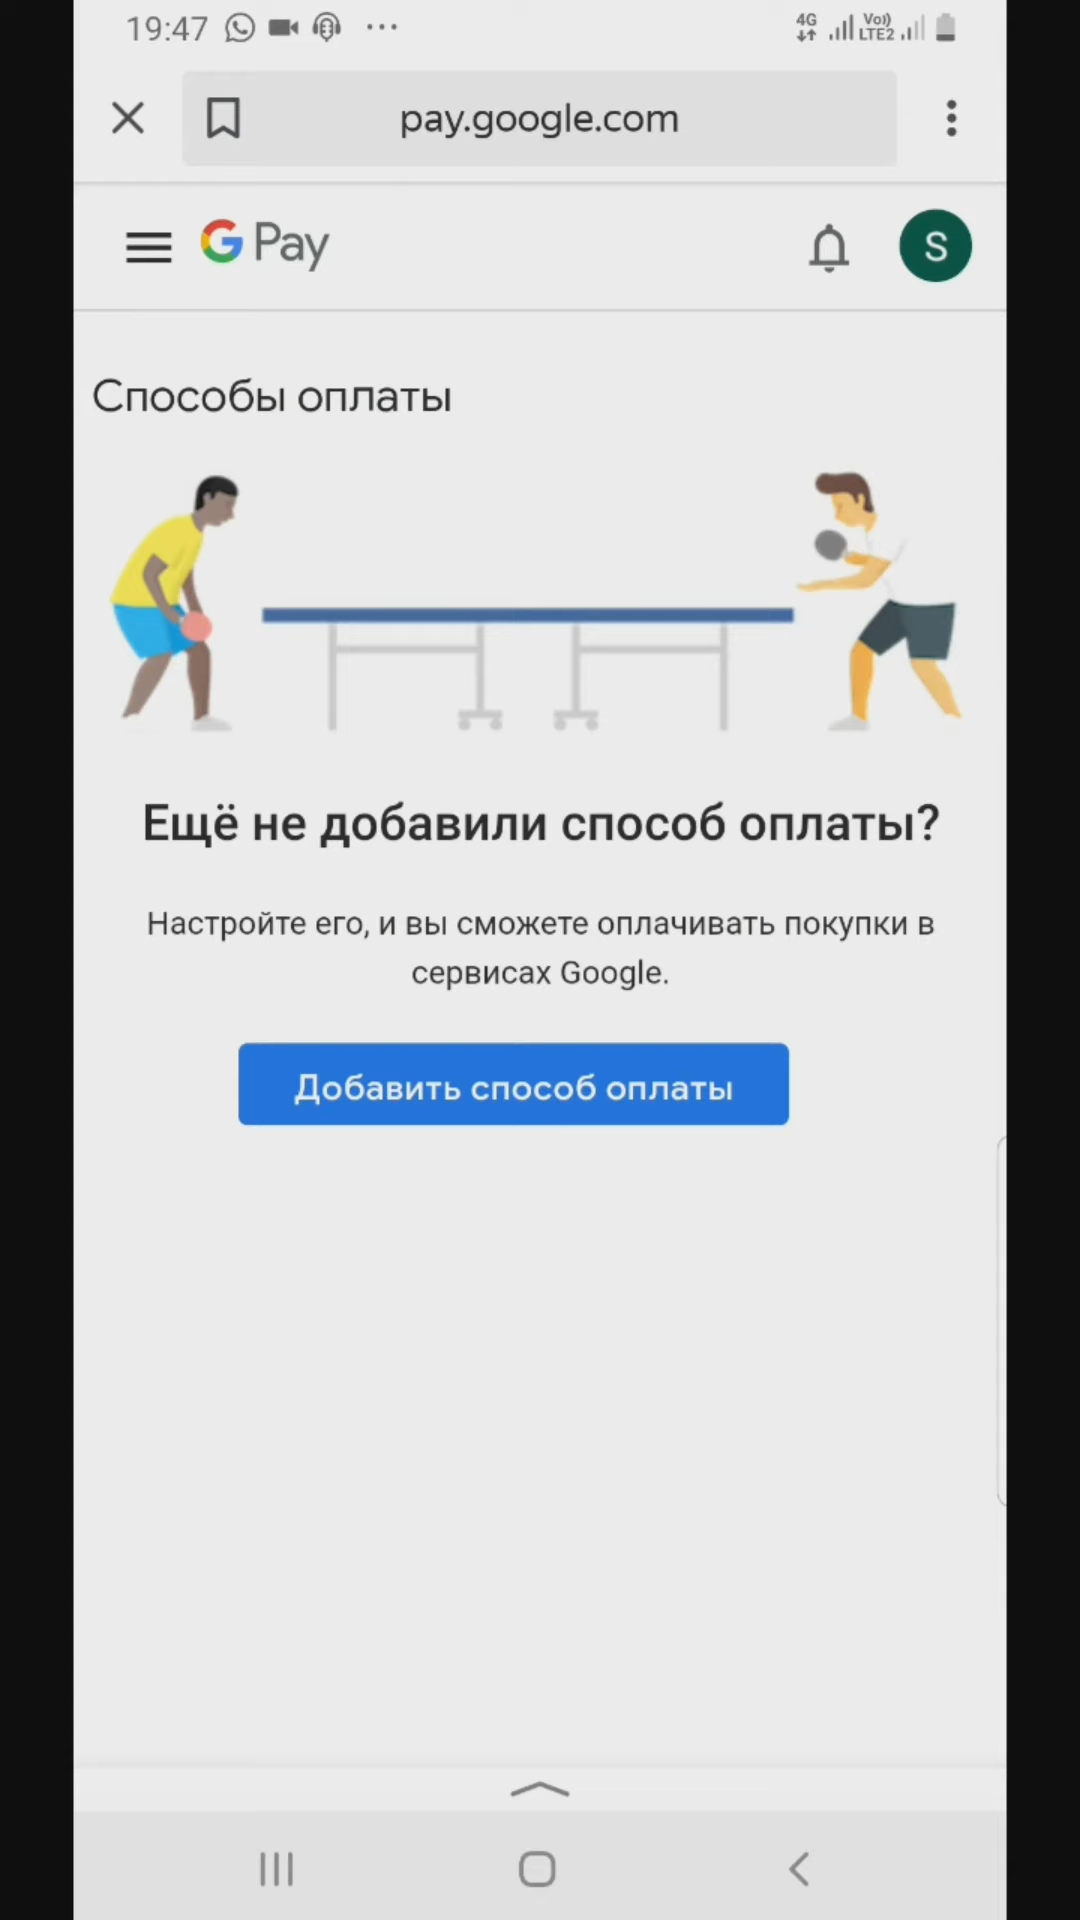 19:47
4G
Vo))
LTE2
pay.google.com
G Pay
S
Способы оплаты
Ещё не добавили способ оплаты?
Настройте его, и вы сможете оплачивать покупки в
сервисах Google.
Добавить способ оплаты